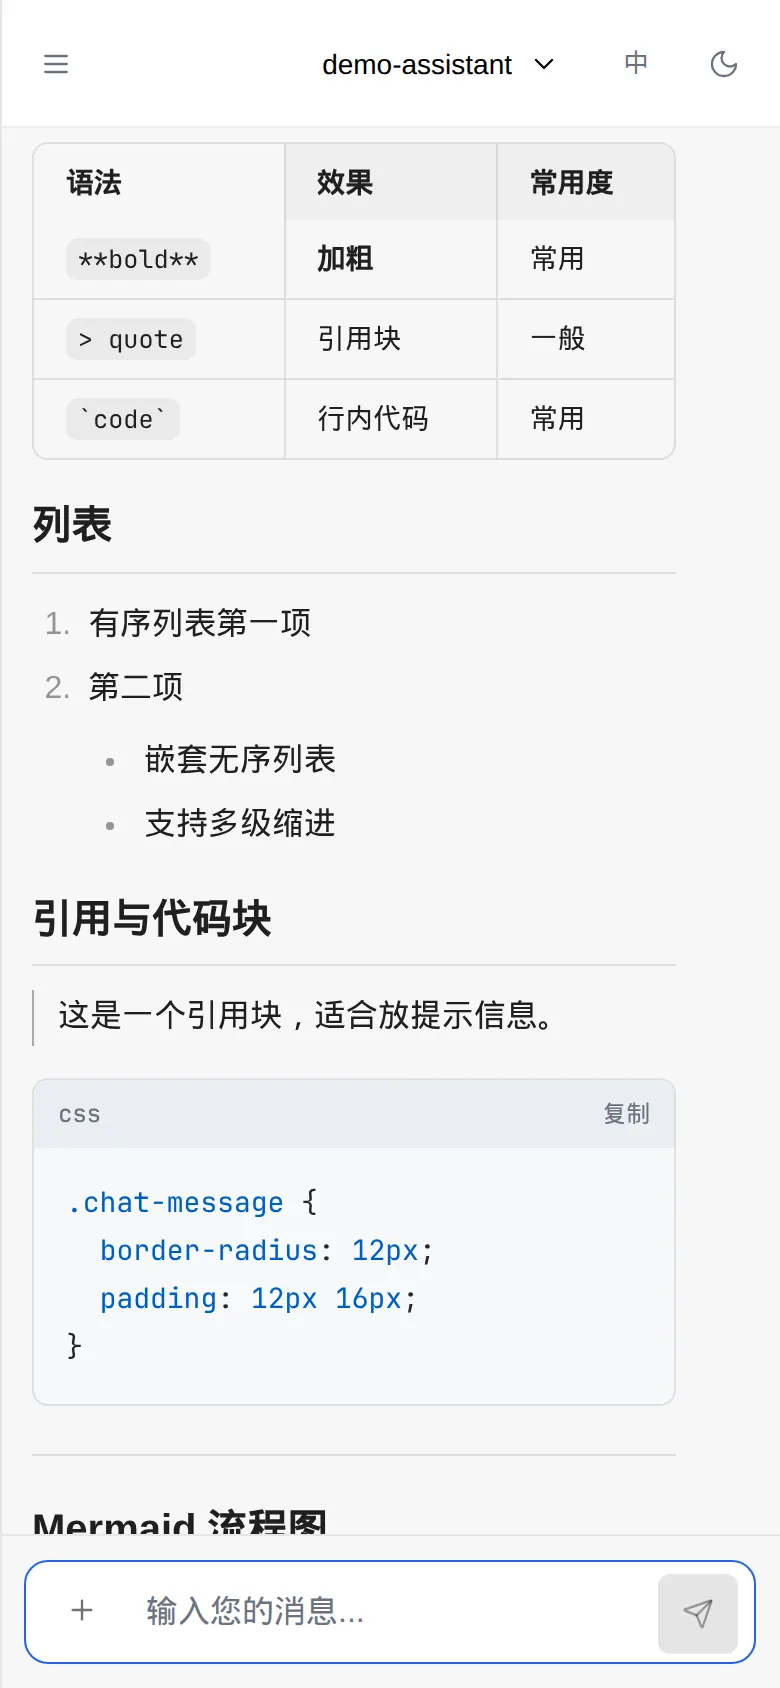 demo-assistant 中
语法 效果 常用度
**bold** 加粗 常用
> quote 引用块 一般
`code` 行内代码 常用
列表
1. 有序列表第一项
2. 第二项
• 嵌套无序列表
• 支持多级缩进
引用与代码块
这是一个引用块，适合放提示信息。
css 复制
.chat-message {
  border-radius: 12px;
  padding: 12px 16px;
}
Mermaid 流程图
输入您的消息...